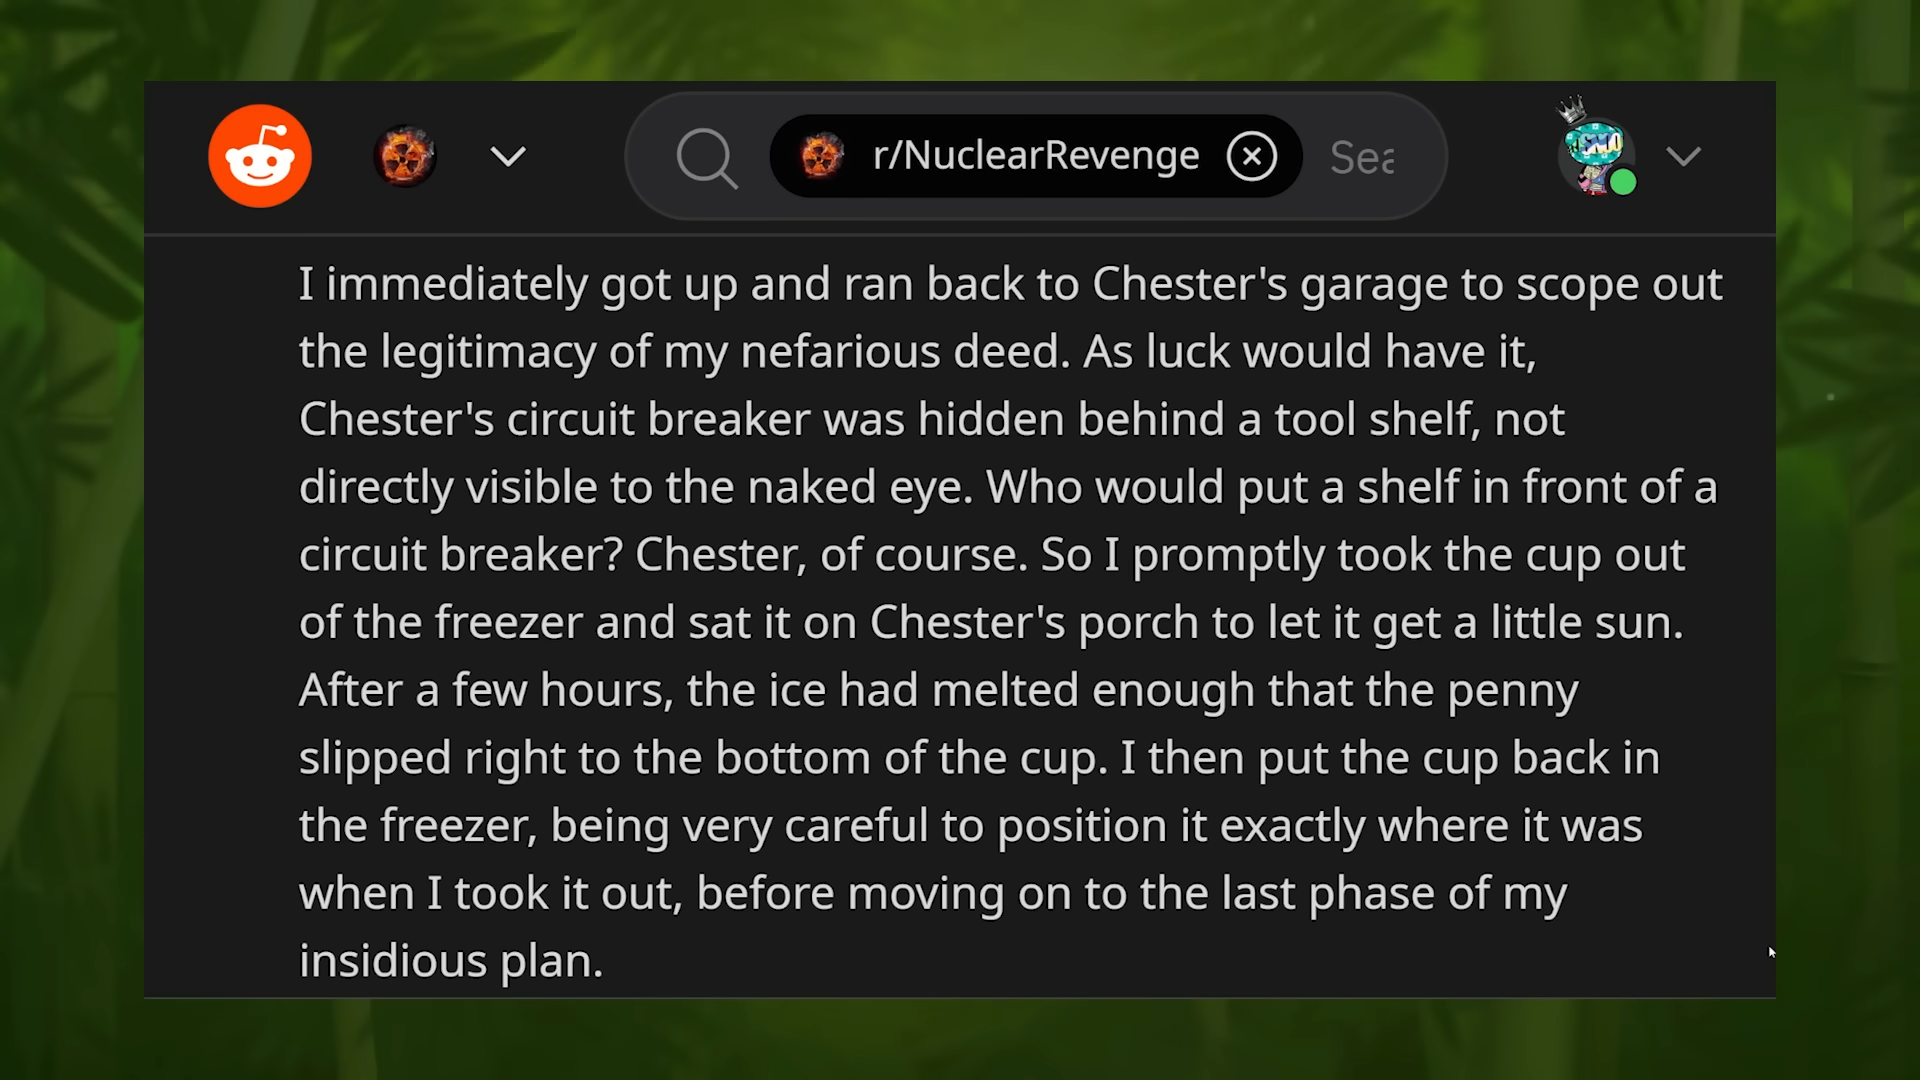 r/NuclearRevenge Sea
I immediately got up and ran back to Chester's garage to scope out
the legitimacy of my nefarious deed. As luck would have it,
Chester's circuit breaker was hidden behind a tool shelf, not
directly visible to the naked eye. Who would put a shelf in front of a
circuit breaker? Chester, of course. So I promptly took the cup out
of the freezer and sat it on Chester's porch to let it get a little sun.
After a few hours, the ice had melted enough that the penny
slipped right to the bottom of the cup. I then put the cup back in
the freezer, being very careful to position it exactly where it was
when I took it out, before moving on to the last phase of my
insidious plan.